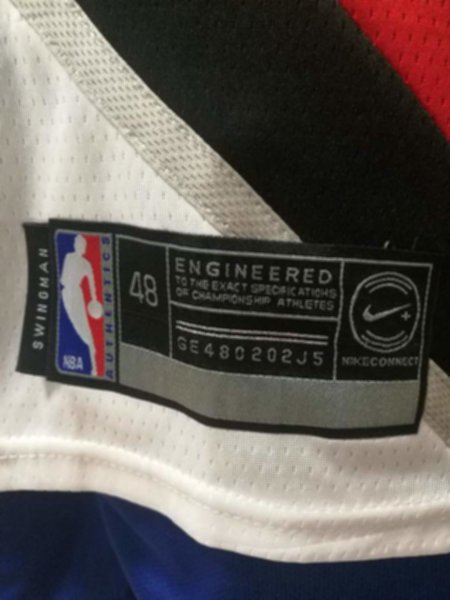 SWINGMAN
NBA
AUTHENTICS
48
ENGINEERED
TO THE EXACT SPECIFICATIONS
OF CHAMPIONSHIP ATHLETES
GE480202J5
NIKECONNECT